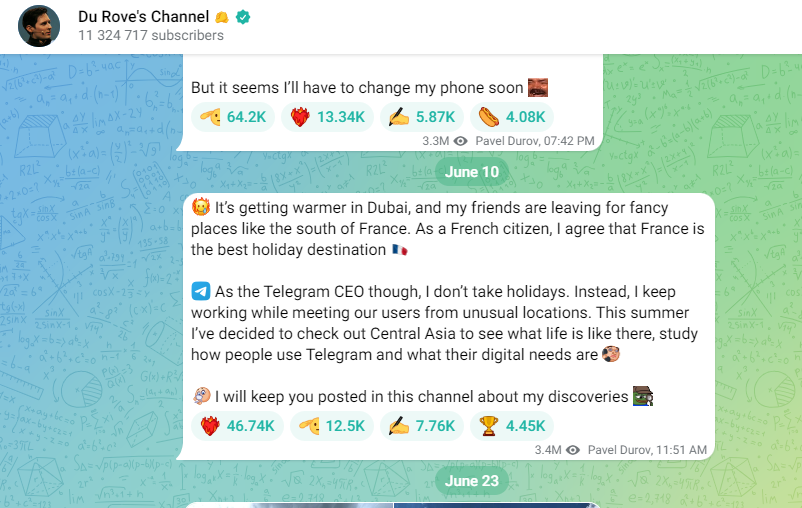 Du Rove's Channel
11 324 717 subscribers
But it seems I’ll have to change my phone soon
64.2K 13.34K 5.87K 4.08K
3.3M Pavel Durov, 07:42 PM
June 10
It’s getting warmer in Dubai, and my friends are leaving for fancy
places like the south of France. As a French citizen, I agree that France is
the best holiday destination 🇫🇷
As the Telegram CEO though, I don’t take holidays. Instead, I keep
working while meeting our users from unusual locations. This summer
I’ve decided to check out Central Asia to see what life is like there, study
how people use Telegram and what their digital needs are
I will keep you posted in this channel about my discoveries
46.74K 12.5K 7.76K 4.45K
3.4M Pavel Durov, 11:51 AM
June 23